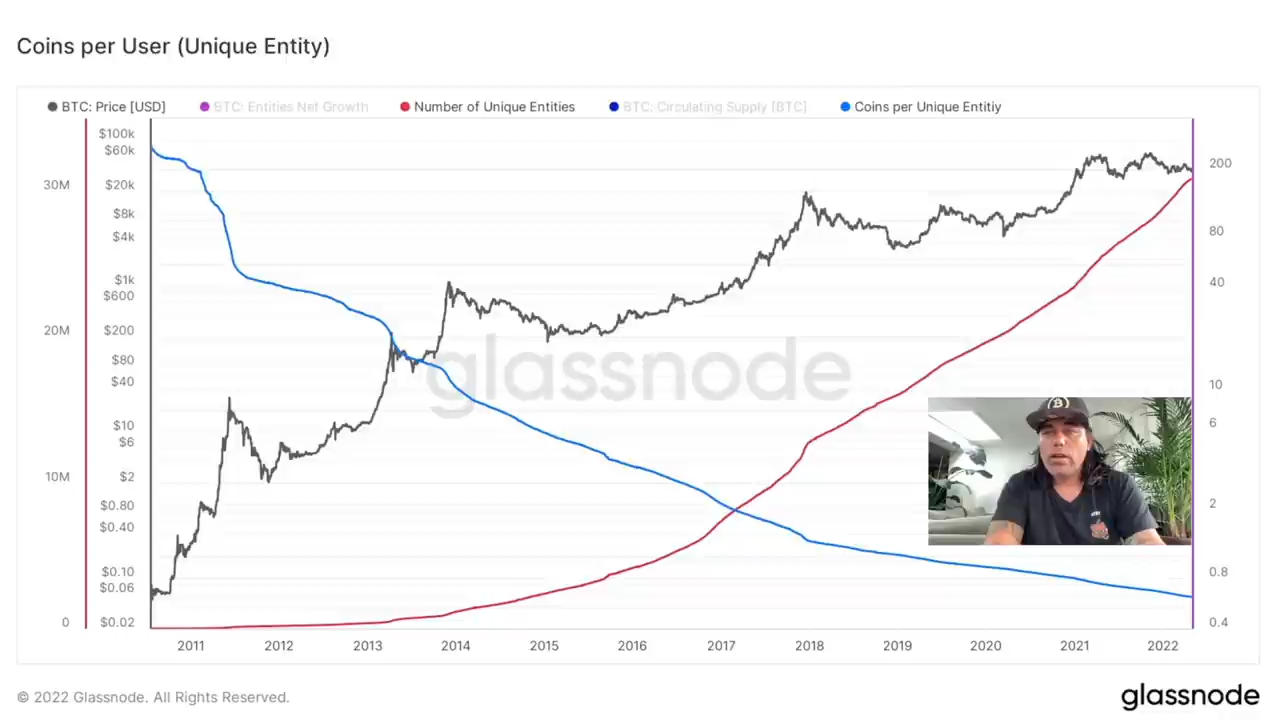 Coins per User (Unique Entity)
BTC: Price [USD] BTC: Entities Net Growth Number of Unique Entities BTC: Circulating Supply [BTC] Coins per Unique Entitiy
$100k
$60k
$20k
$8k
$4k
$1k
$600
$200
$80
$40
$10
$6
$2
$0.80
$0.40
$0.10
$0.06
$0.02
30M
20M
10M
0
200
80
40
10
6
2
0.8
0.4
glassnode
2011 2012 2013 2014 2015 2016 2017 2018 2019 2020 2021 2022
© 2022 Glassnode. All Rights Reserved.
glassnode